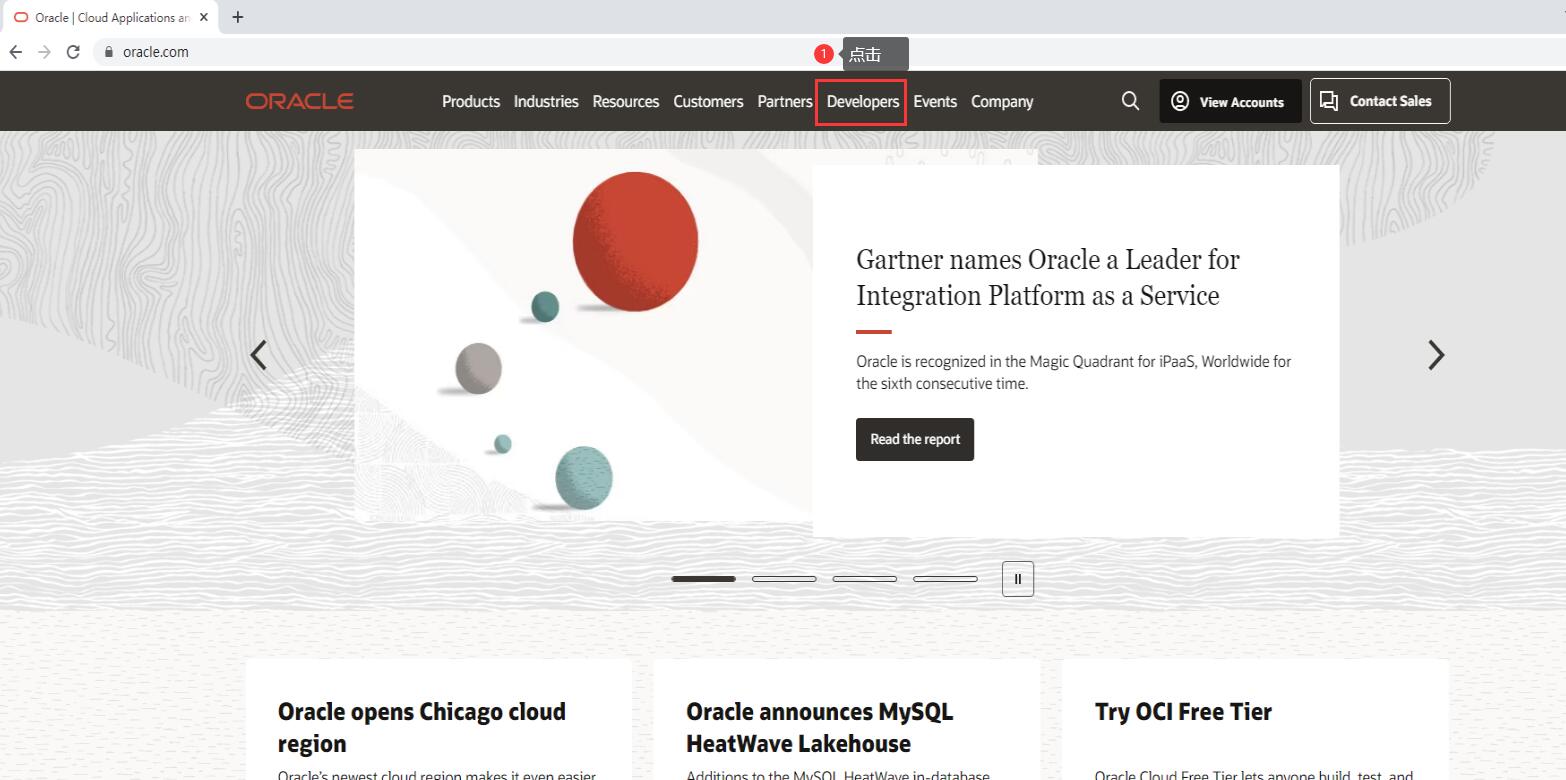 Oracle | Cloud Applications an
oracle.com
1 点击
ORACLE Products Industries Resources Customers Partners Developers Events Company View Accounts Contact Sales
Gartner names Oracle a Leader for
Integration Platform as a Service
Oracle is recognized in the Magic Quadrant for iPaaS, Worldwide for
the sixth consecutive time.
Read the report
Oracle opens Chicago cloud
region
Oracle's newest cloud region makes it even easier
Oracle announces MySQL
HeatWave Lakehouse
Additions to the MySQL HeatWave in-database
Try OCI Free Tier
Oracle Cloud Free Tier lets anyone build, test, and